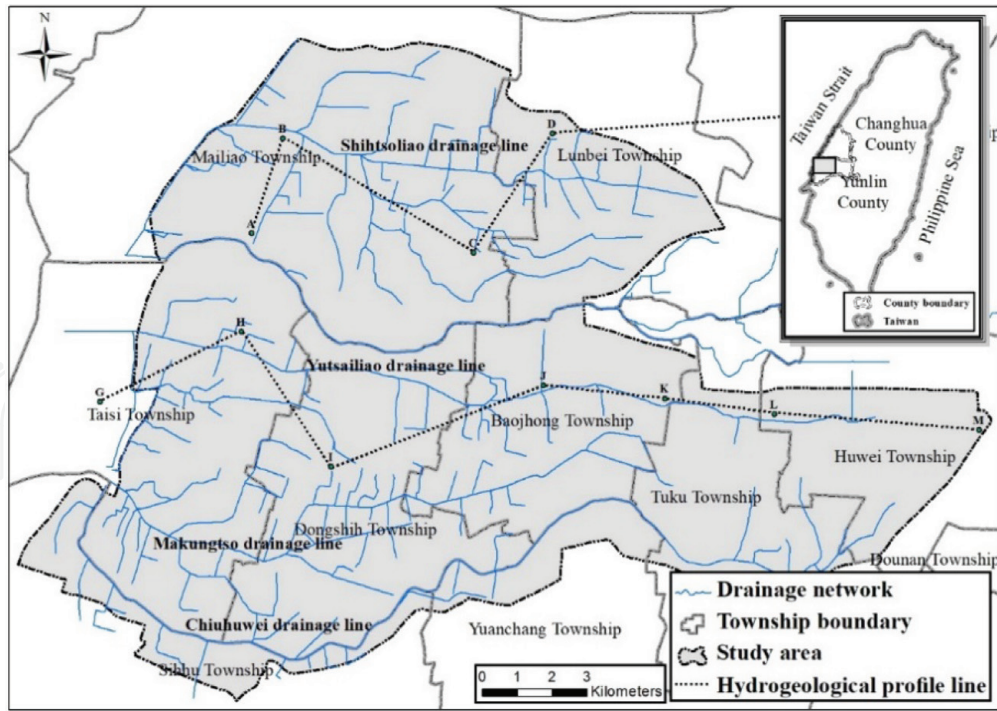 N
B
D
Shihtsoliao drainage line
Mailiao Township
Lunbei Township
A
C
Taiwan Strait
Changhua
County
Yunlin
County
Philippine Sea
County boundary
Taiwan
H
Yutsailiao drainage line
G
J
K
L
M
Taisi Township
Baojhong Township
I
Huwei Township
Tuku Township
Dongshih Township
Makungtso drainage line
Dounan Township
Chiuhuwei drainage line
Yuanchang Township
Sihhu Township
Drainage network
Township boundary
Study area
Hydrogeological profile line
0 1 2 3
Kilometers